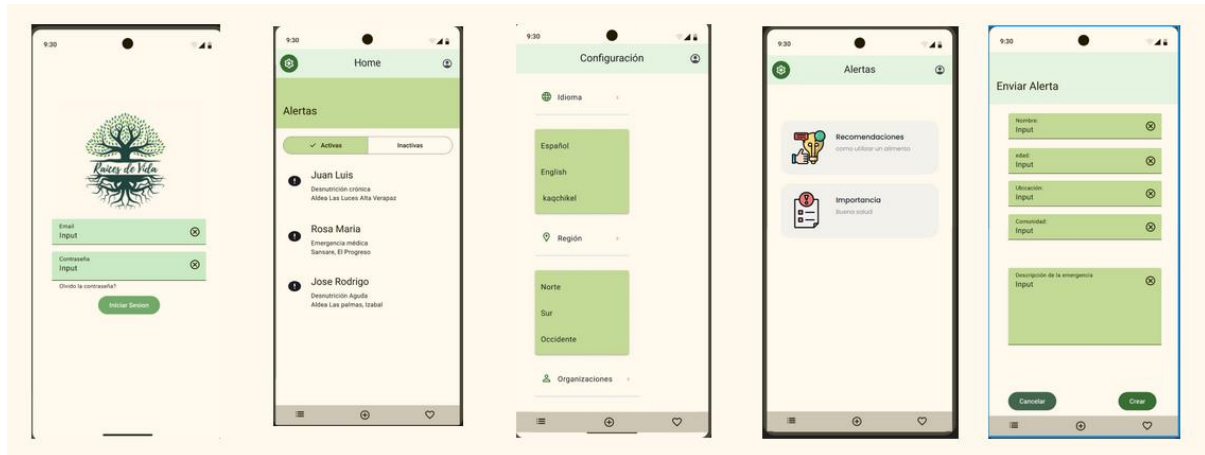 9:30
Raíces de Vida
Email
Input
Contraseña
Input
Olvido la contraseña?
Iniciar Sesion
9:30
Home
Alertas
Activas
Inactivas
Juan Luis
Desnutrición crónica
Aldea Las Luces Alta Verapaz
Rosa Maria
Emergencia médica
Sansare, El Progreso
Jose Rodrigo
Desnutrición Aguda
Aldea Las palmas, Izabal
9:30
Configuración
Idioma
Español
English
kaqchikel
Región
Norte
Sur
Occidente
Organizaciones
9:30
Alertas
Recomendaciones
como utilizar un alimento
Importancia
Buena salud
9:30
Enviar Alerta
Nombre:
Input
edad:
Input
Ubicación:
Input
Comunidad:
Input
Descripción de la emergencia
Input
Cancelar
Crear